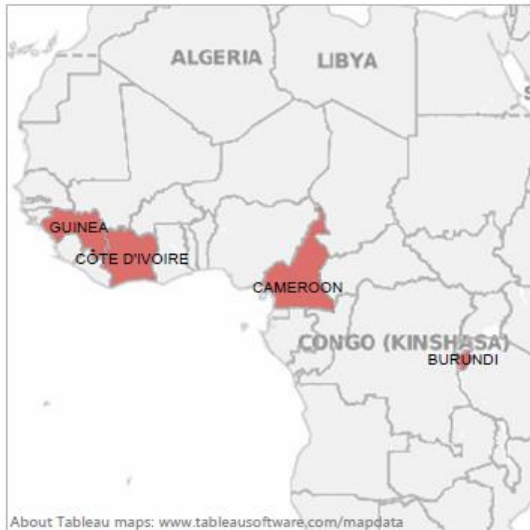 ALGERIA
LIBYA
S
GUINEA
CÔTE D'IVOIRE
CAMEROON
CONGO (KINSHASA)
BURUNDI
About Tableau maps: www.tableausoftware.com/mapdata